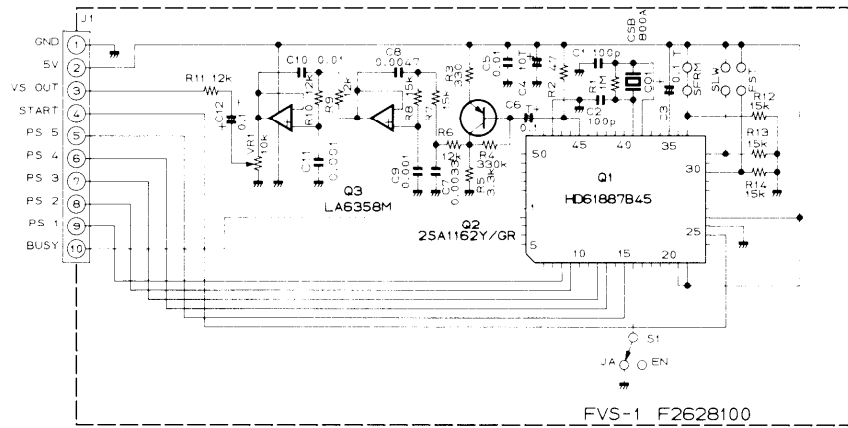 J1
GND 1
5V 2
VS OUT 3
START 4
PS 5 5
PS 4 6
PS 3 7
PS 2 8
PS 1 9
BUSY 10
R11 12k
C12 0.1
VR1 10k
C10 0.01
R10 12k
R9 12k
C11 0.001
C8 0.0047
R8 15k
R7 15k
C9 0.001
C7 0.0033
R6 12k
R5 3.3k
R4 330k
R3 330
C6 0.1
C5 0.01
C4 10T
R2 47
C1 100p
C2 100p
R1 1M
CO1
CSB 800A
C3 0.1T
SFRM
SLW
FST
R12 15k
R13 15k
R14 15k
Q3
LA6358M
Q2
2SA1162Y/GR
Q1
HD61887B45
50 45 40 35
30
25
1
5 10 15 20
S1
JA EN
FVS-1 F2628100